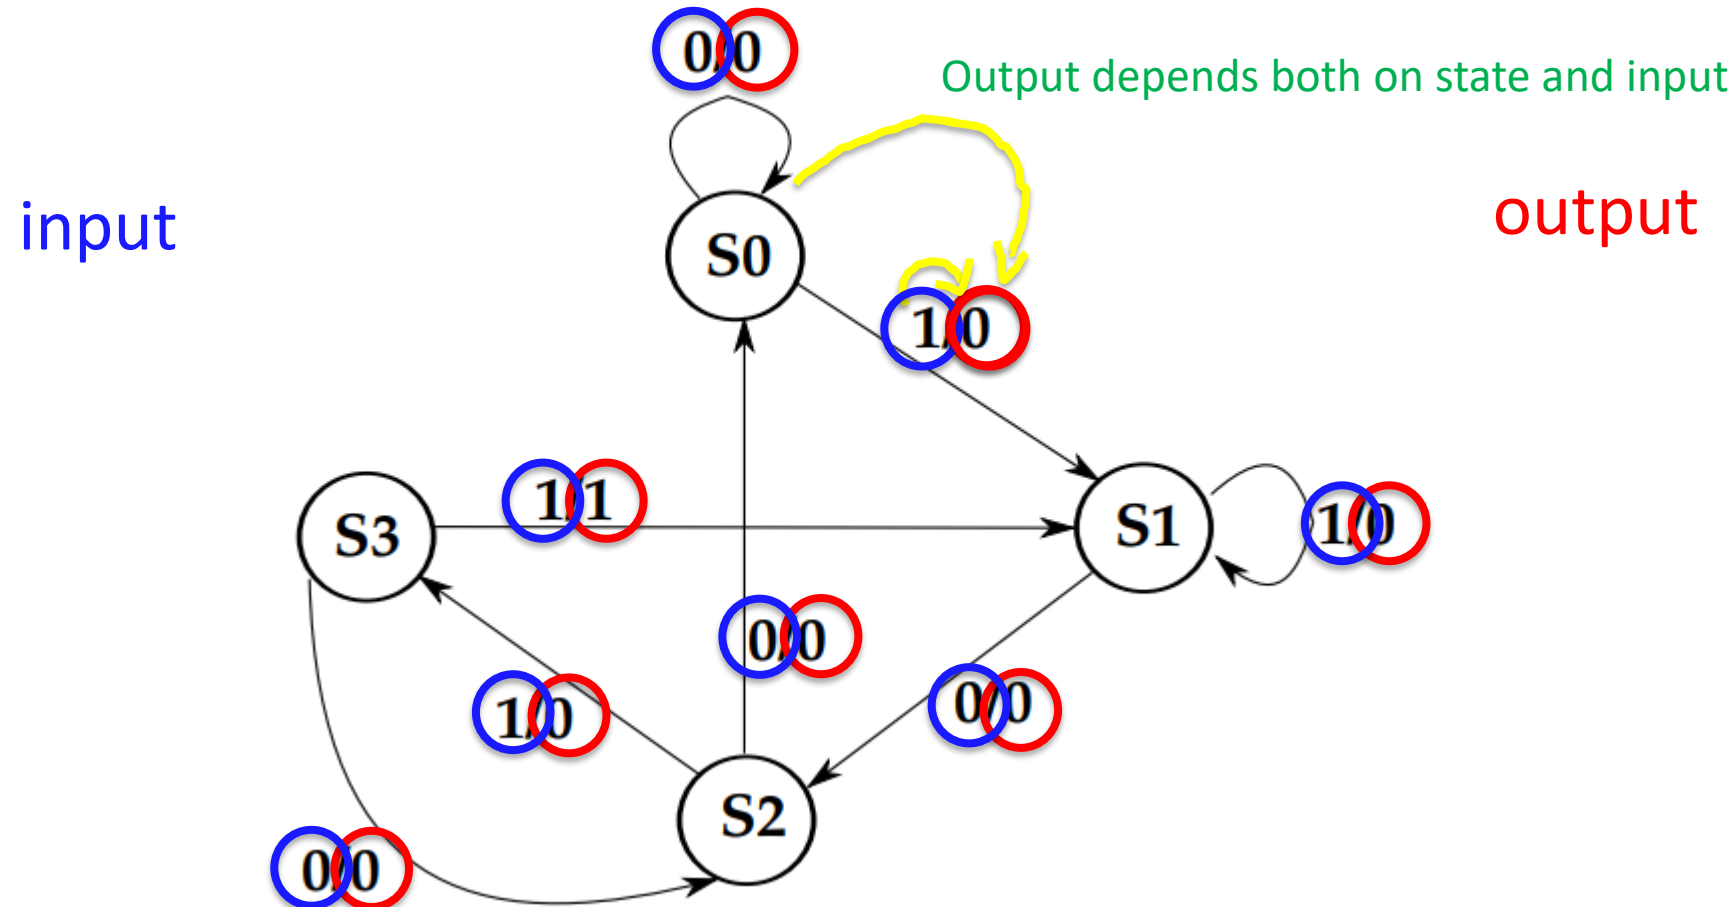 0/0
Output depends both on state and input
input
output
S0
1/0
1/1
S3
S1
1/0
0/0
1/0
0/0
S2
0/0